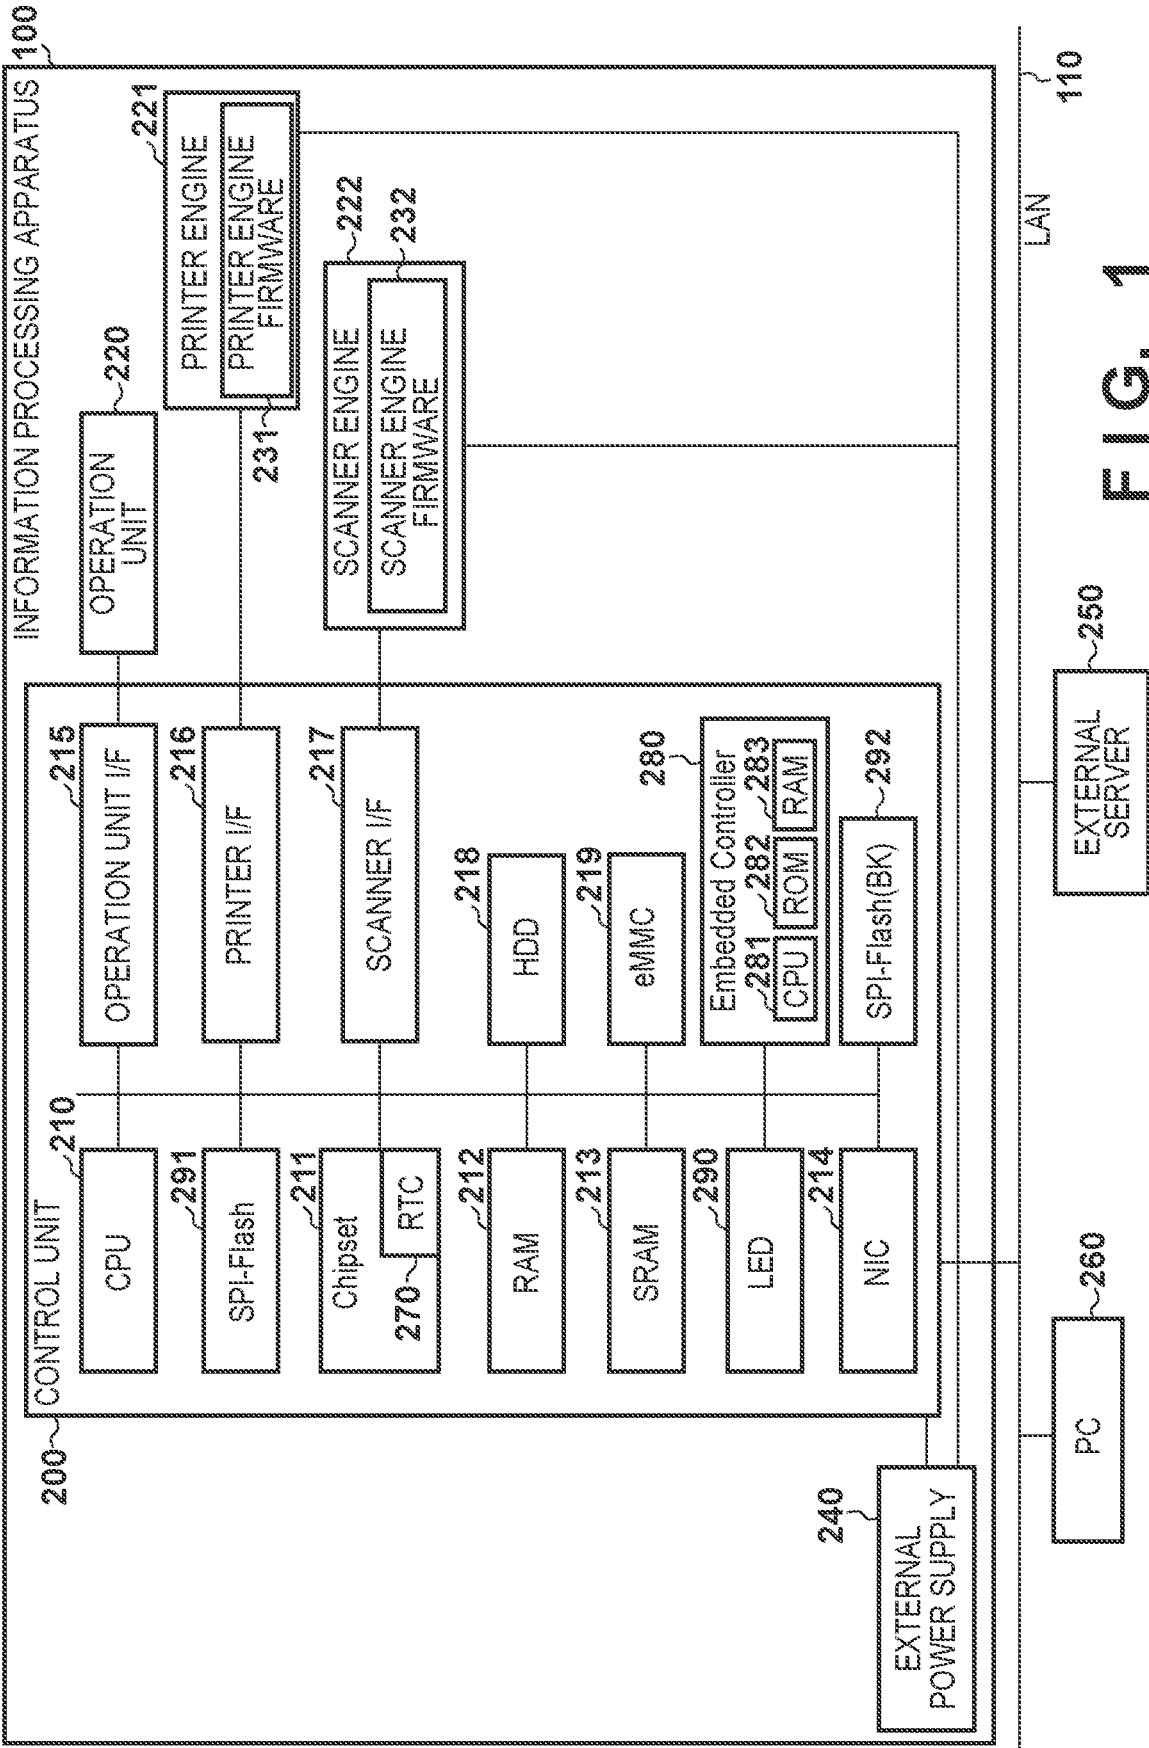 INFORMATION PROCESSING APPARATUS
100
200
CONTROL UNIT
210
CPU
215
OPERATION UNIT I/F
OPERATION
UNIT
220
291
SPI-Flash
216
PRINTER I/F
221
PRINTER ENGINE
PRINTER ENGINE
FIRMWARE
231
211
Chipset
RTC
270
217
SCANNER I/F
222
SCANNER ENGINE
232
SCANNER ENGINE
FIRMWARE
212
RAM
218
HDD
213
SRAM
219
eMMC
290
LED
280
Embedded Controller
281
CPU
282
ROM
283
RAM
214
NIC
SPI-Flash(BK)
292
240
EXTERNAL
POWER SUPPLY
LAN
110
PC
260
EXTERNAL
SERVER
250
FIG. 1